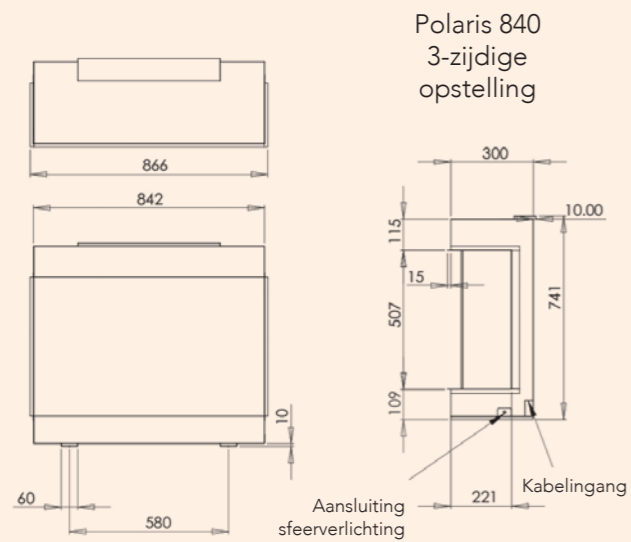 Polaris 840
3-zijdige
opstelling
866
842
300
10.00
115
15
507
741
109
10
60
580
221
Kabelingang
Aansluiting
sfeerverlichting